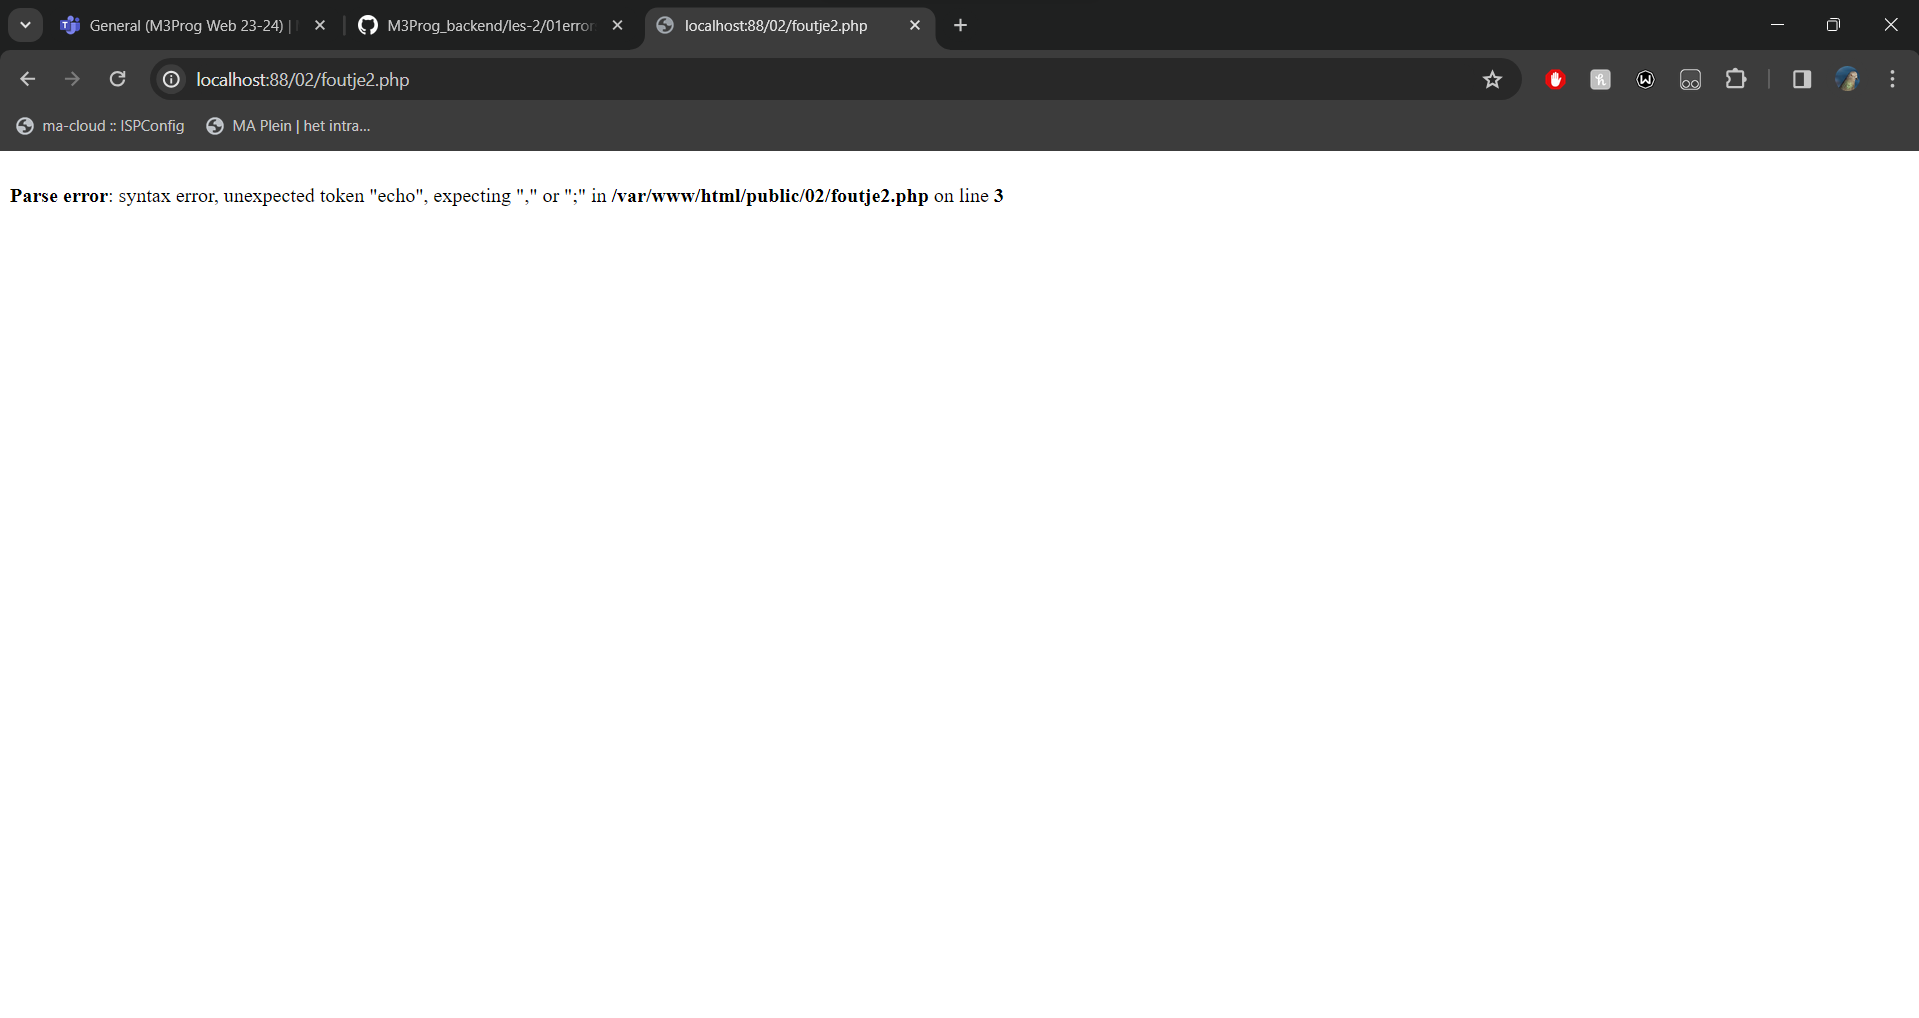 General (M3Prog Web 23-24) |
M3Prog_backend/les-2/01error
localhost:88/02/foutje2.php
localhost:88/02/foutje2.php
ma-cloud :: ISPConfig
MA Plein | het intra...
Parse error: syntax error, unexpected token "echo", expecting "," or ";" in /var/www/html/public/02/foutje2.php on line 3